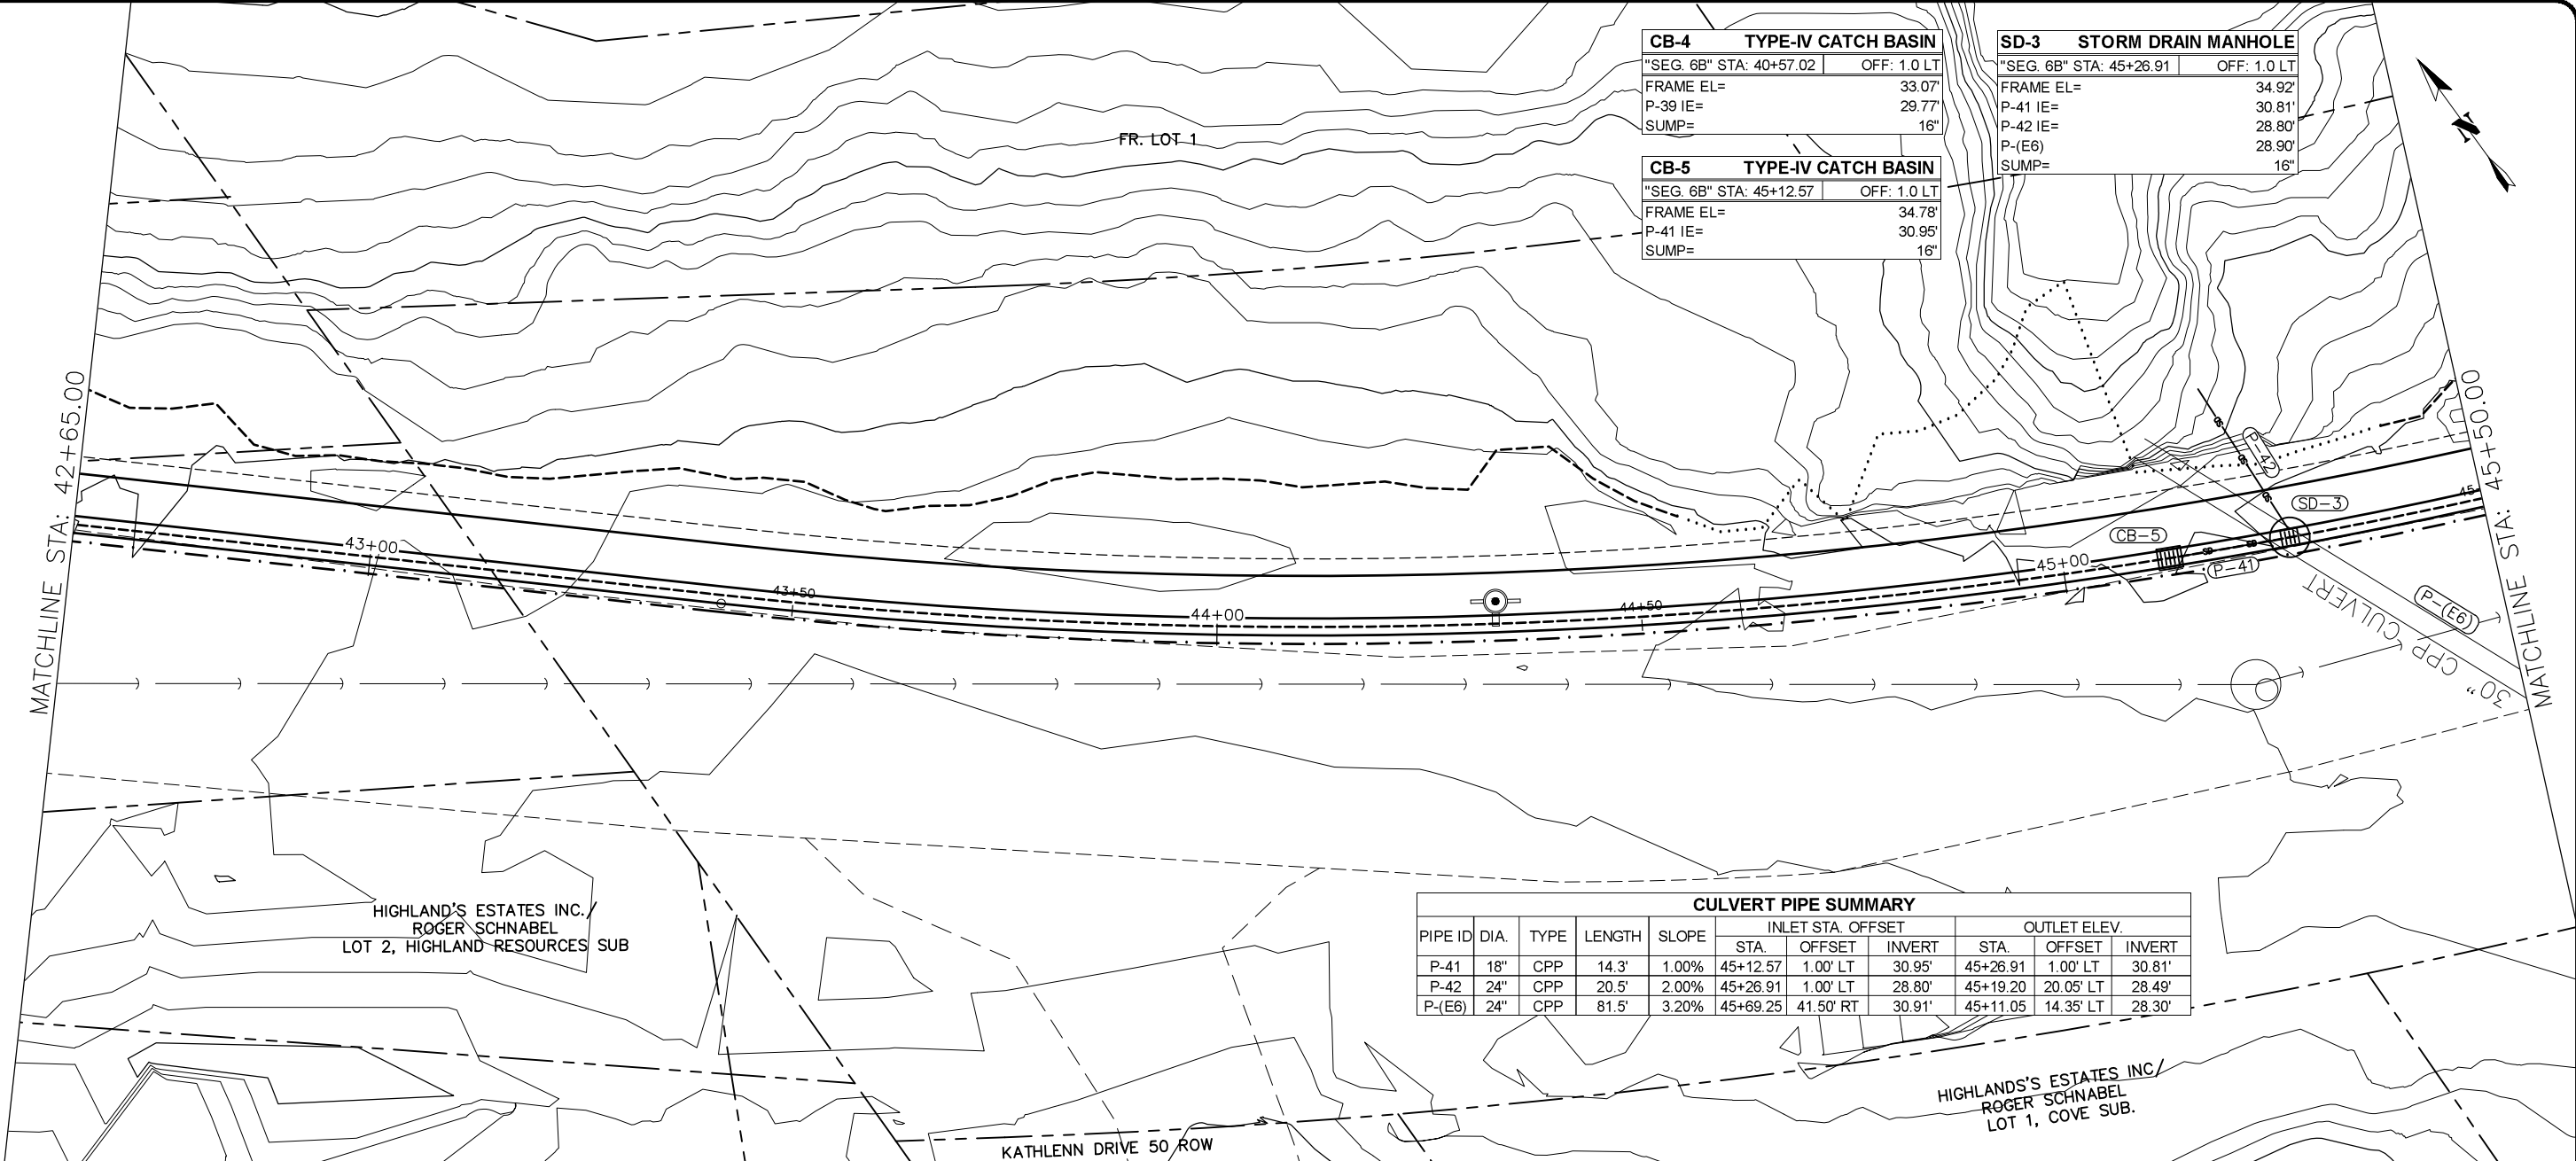 CB-4 TYPE-IV CATCH BASIN
"SEG. 6B" STA: 40+57.02 OFF: 1.0 LT
FRAME EL= 33.07'
P-39 IE= 29.77'
SUMP= 16"
SD-3 STORM DRAIN MANHOLE
"SEG. 6B" STA: 45+26.91 OFF: 1.0 LT
FRAME EL= 34.92'
P-41 IE= 30.81'
P-42 IE= 28.80'
P-(E6) 28.90'
SUMP= 16"
N
FR. LOT 1
CB-5 TYPE-IV CATCH BASIN
"SEG. 6B" STA: 45+12.57 OFF: 1.0 LT
FRAME EL= 34.78'
P-41 IE= 30.95'
SUMP= 16"
MATCHLINE STA: 42+65.00
MATCHLINE STA: 45+50.00
43+00
43+50
44+00
44+50
45+00
45
CB-5
SD-3
P-41
P-42
SD
SD
SD
SD
SD
P-(E6)
30" CPP CULVERT
HIGHLAND'S ESTATES INC./
ROGER SCHNABEL
LOT 2, HIGHLAND RESOURCES SUB
CULVERT PIPE SUMMARY
PIPE ID DIA. TYPE LENGTH SLOPE INLET STA. OFFSET OUTLET ELEV.
STA. OFFSET INVERT STA. OFFSET INVERT
P-41 18" CPP 14.3' 1.00% 45+12.57 1.00' LT 30.95' 45+26.91 1.00' LT 30.81'
P-42 24" CPP 20.5' 2.00% 45+26.91 1.00' LT 28.80' 45+19.20 20.05' LT 28.49'
P-(E6) 24" CPP 81.5' 3.20% 45+69.25 41.50' RT 30.91' 45+11.05 14.35' LT 28.30'
HIGHLANDS'S ESTATES INC/
ROGER SCHNABEL
LOT 1, COVE SUB.
KATHLENN DRIVE 50 ROW